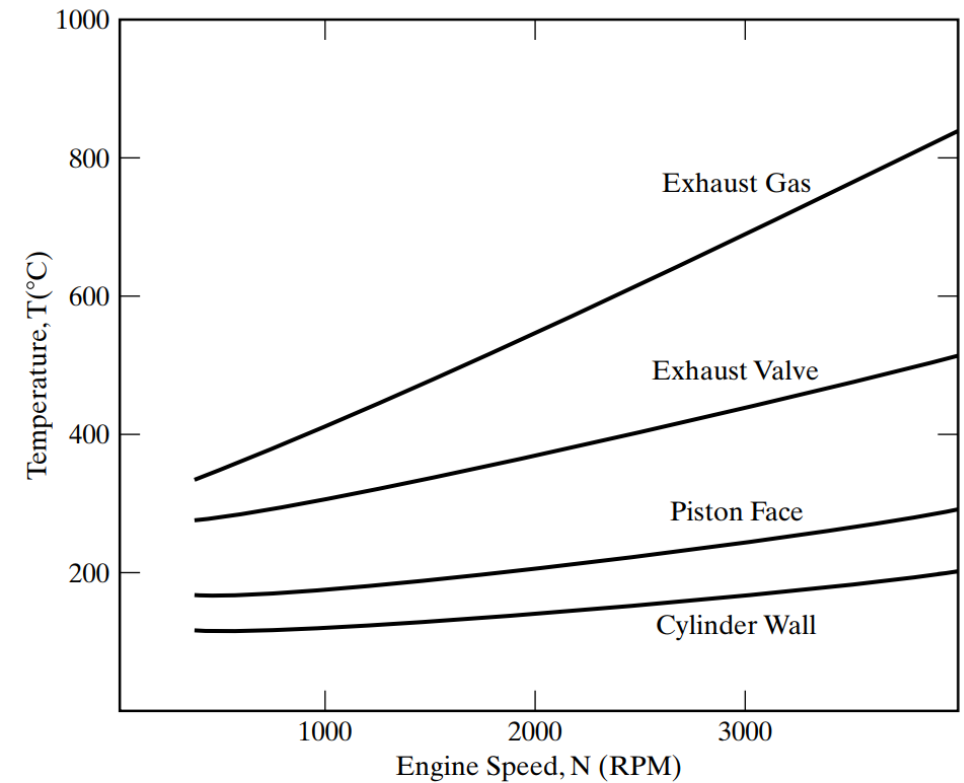 1000
800
600
400
200
Temperature, T(°C)
Exhaust Gas
Exhaust Valve
Piston Face
Cylinder Wall
1000 2000 3000
Engine Speed, N (RPM)